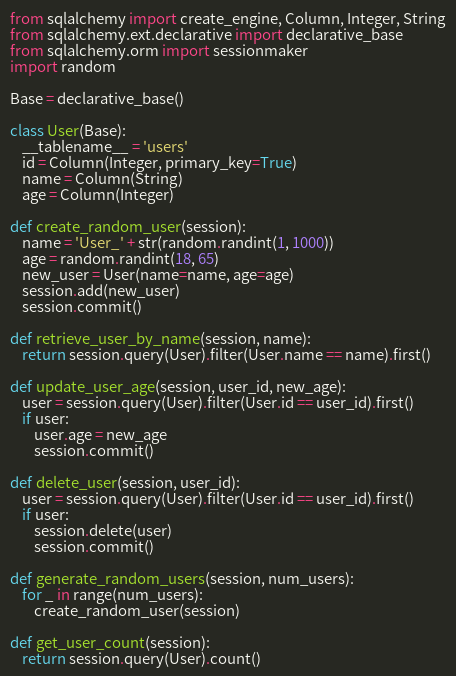 from sqlalchemy import create_engine, Column, Integer, String
from sqlalchemy.ext.declarative import declarative_base
from sqlalchemy.orm import sessionmaker
import random

Base = declarative_base()

class User(Base):
    __tablename__ = 'users'
    id = Column(Integer, primary_key=True)
    name = Column(String)
    age = Column(Integer)

def create_random_user(session):
    name = 'User_' + str(random.randint(1, 1000))
    age = random.randint(18, 65)
    new_user = User(name=name, age=age)
    session.add(new_user)
    session.commit()

def retrieve_user_by_name(session, name):
    return session.query(User).filter(User.name == name).first()

def update_user_age(session, user_id, new_age):
    user = session.query(User).filter(User.id == user_id).first()
    if user:
        user.age = new_age
        session.commit()

def delete_user(session, user_id):
    user = session.query(User).filter(User.id == user_id).first()
    if user:
        session.delete(user)
        session.commit()

def generate_random_users(session, num_users):
    for _ in range(num_users):
        create_random_user(session)

def get_user_count(session):
    return session.query(User).count()